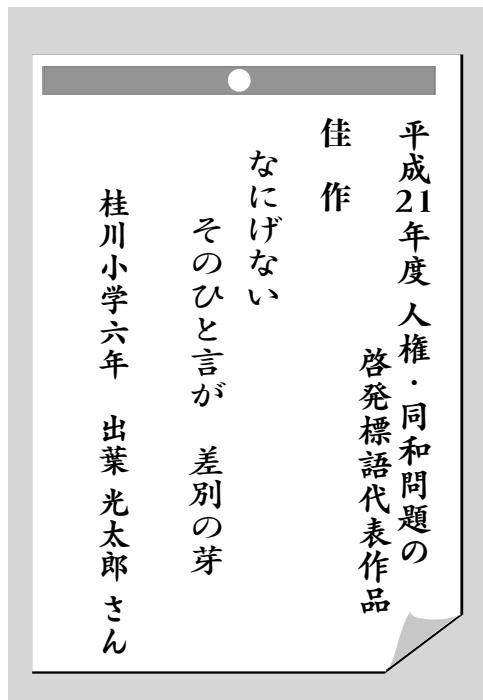 平成21年度 人権・同和問題の
啓発標語代表作品
佳 作
なにげない
そのひと言が 差別の芽
桂川小学六年 出葉 光太郎 さん